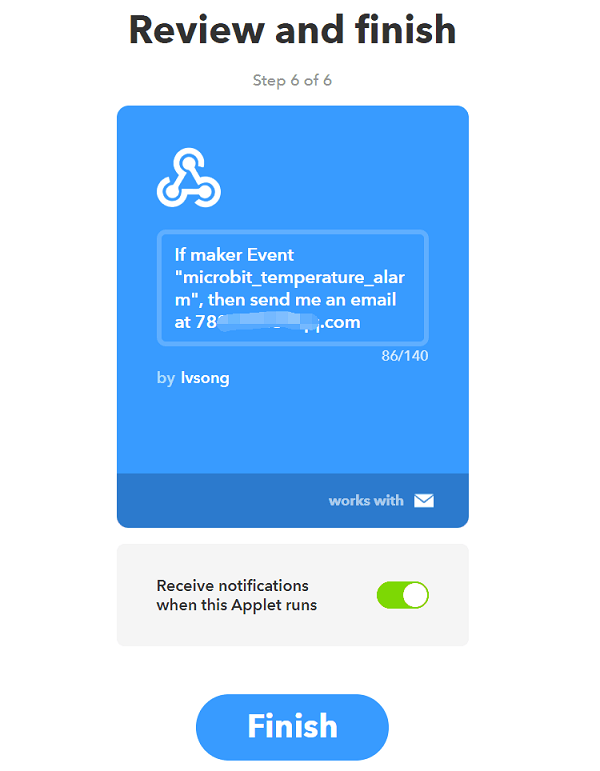 Review and finish
Step 6 of 6
If maker Event
"microbit_temperature_alar
m", then send me an email
at 78 .com
86/140
by lvsong
works with
Receive notifications
when this Applet runs
Finish